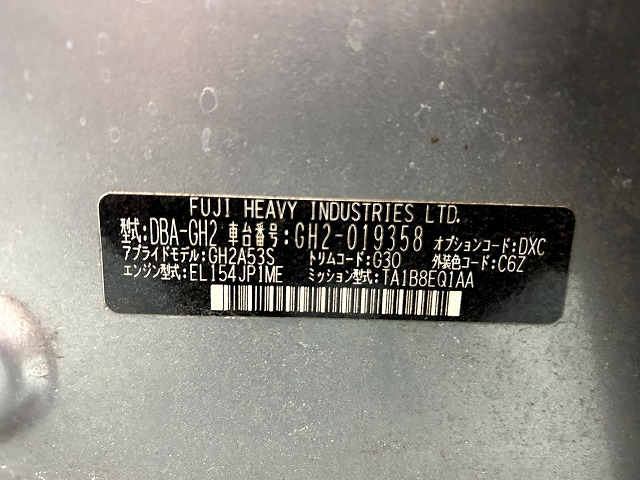 FUJI HEAVY INDUSTRIES LTD.
型式:DBA-GH2 車台番号:GH2-019358 オプションコード:DXC
アプライドモデル:GH2A53S トリムコード:G30 外装色コード:C6Z
エンジン型式:EL154JP1ME ミッション型式:TA1B8EQ1AA